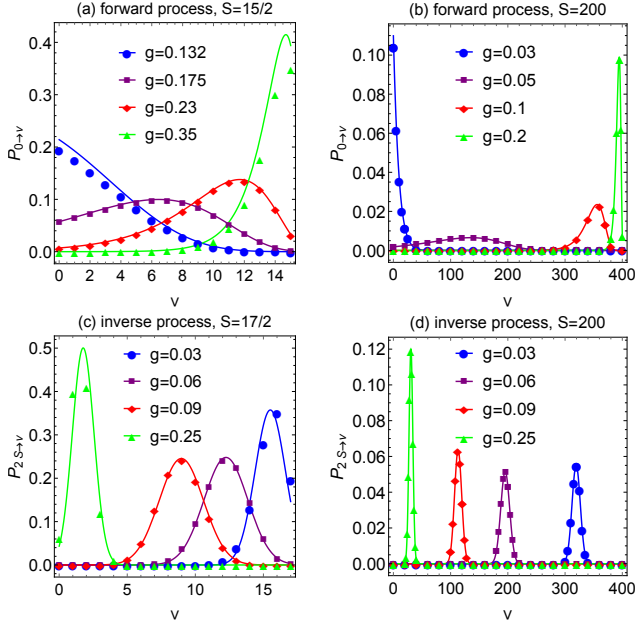 (a) forward process, S=15/2
0.4
0.3
0.2
0.1
0.0
P0→ν
g=0.132
g=0.175
g=0.23
g=0.35
0 2 4 6 8 10 12 14
ν
(b) forward process, S=200
0.10
0.08
0.06
0.04
0.02
0.00
P0→ν
g=0.03
g=0.05
g=0.1
g=0.2
0 100 200 300 400
ν
(c) inverse process, S=17/2
0.5
0.4
0.3
0.2
0.1
0.0
P2 S→ν
g=0.03
g=0.06
g=0.09
g=0.25
0 5 10 15
ν
(d) inverse process, S=200
0.12
0.10
0.08
0.06
0.04
0.02
0.00
P2 S→ν
g=0.03
g=0.06
g=0.09
g=0.25
0 100 200 300 400
ν